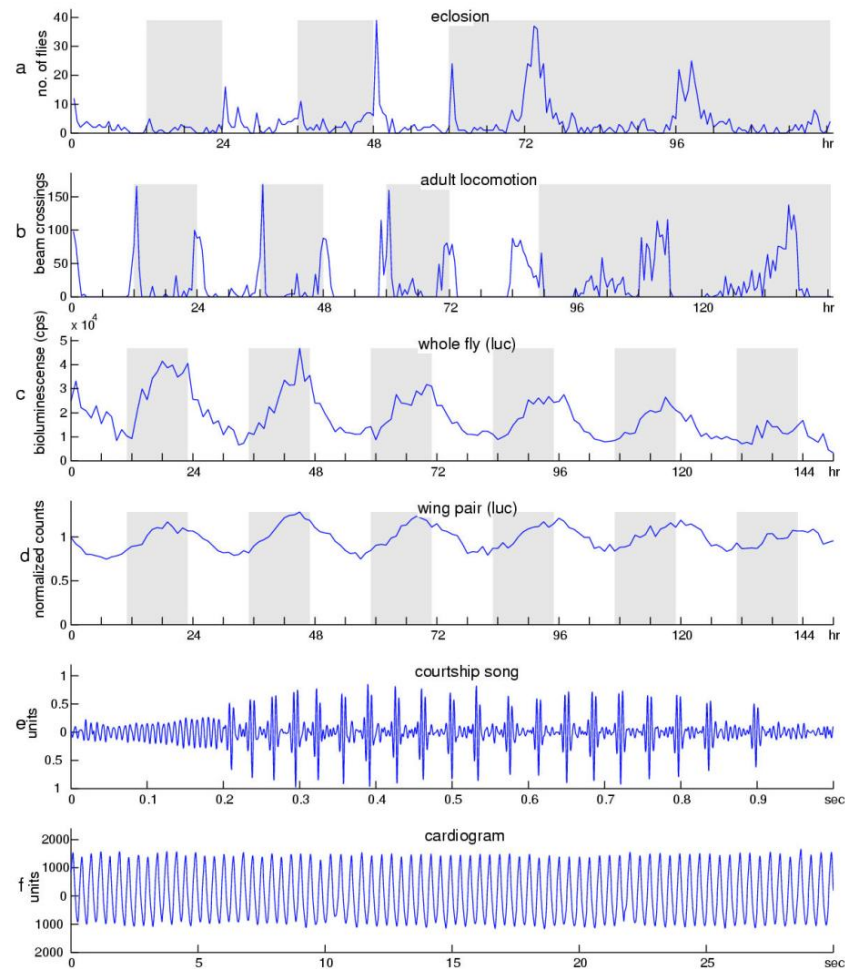 eclosion
a
no. of flies
40
30
20
10
0
0 24 48 72 96 hr
adult locomotion
b
beam crossings
150
100
50
0
0 24 48 72 96 120 hr
x 10^4
whole fly (luc)
c
bioluminescense (cps)
5
4
3
2
1
0
0 24 48 72 96 120 144 hr
wing pair (luc)
d
normalized counts
1
0.5
0
0 24 48 72 96 120 144 hr
courtship song
e
units
1
0.5
0
0.5
1
0 0.1 0.2 0.3 0.4 0.5 0.6 0.7 0.8 0.9 sec
cardiogram
f
units
2000
1000
0
1000
2000
0 5 10 15 20 25 sec